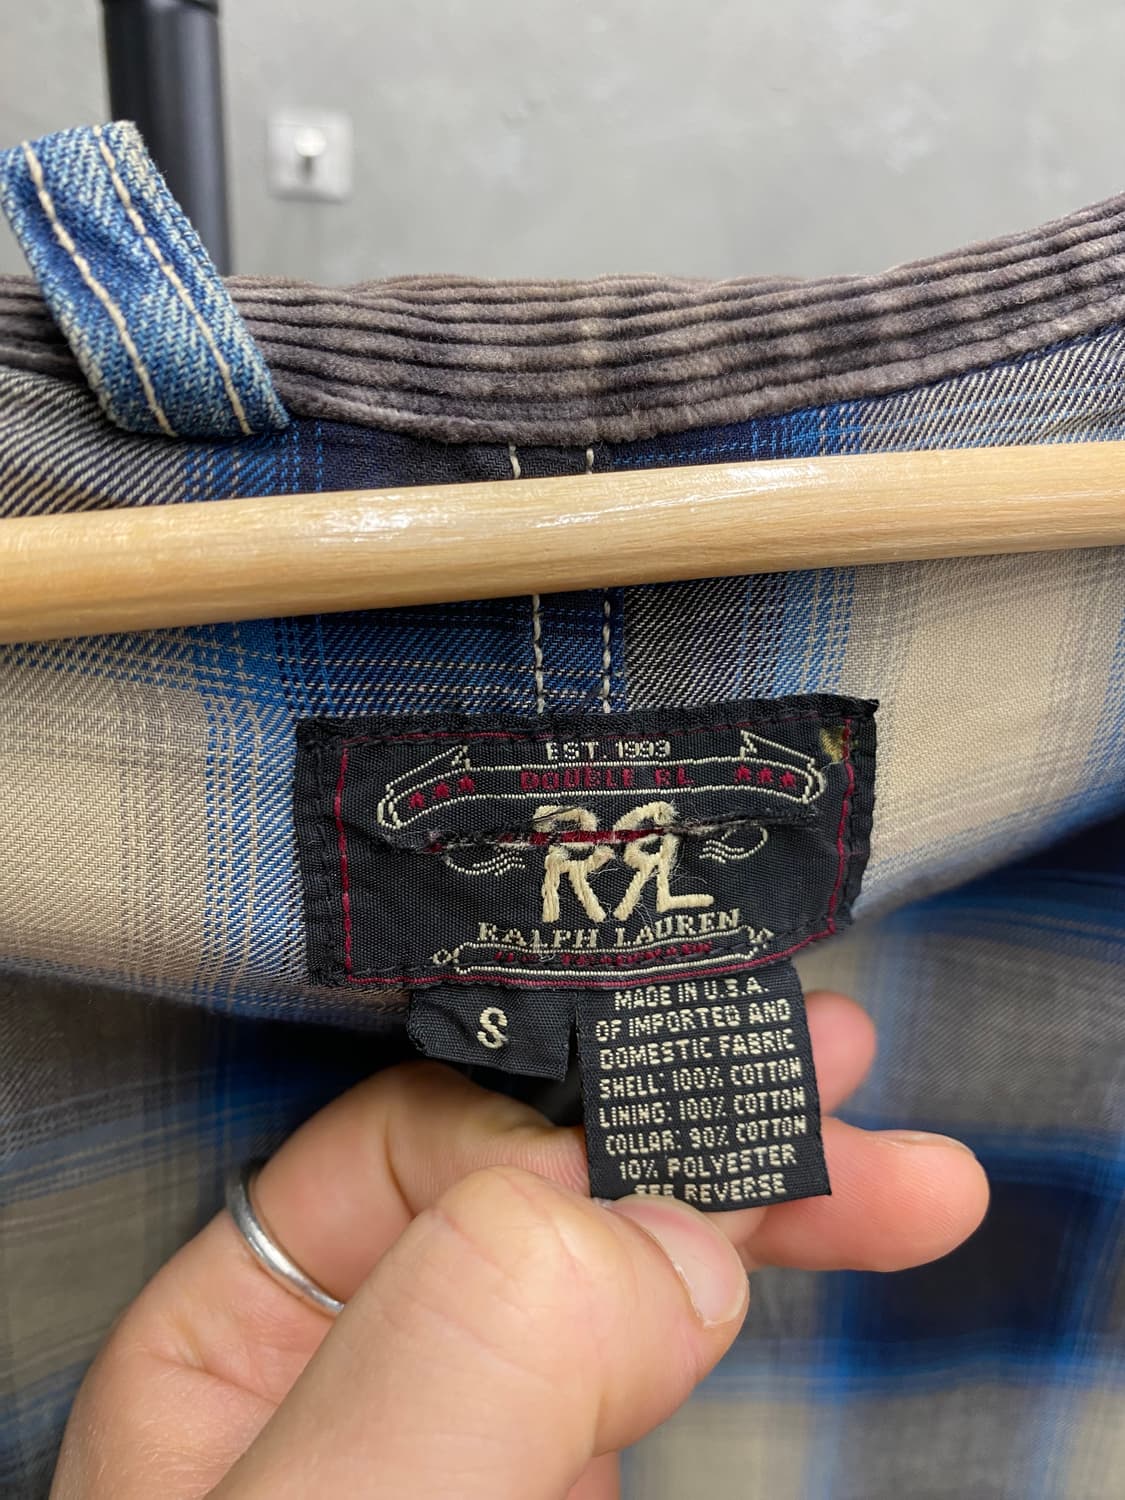 EST. 1993
DOUBLE RL
RRL
RALPH LAUREN
S
MADE IN U.S.A.
OF IMPORTED AND
DOMESTIC FABRIC
SHELL: 100% COTTON
LINING: 100% COTTON
COLLAR: 90% COTTON
10% POLYESTER
SEE REVERSE